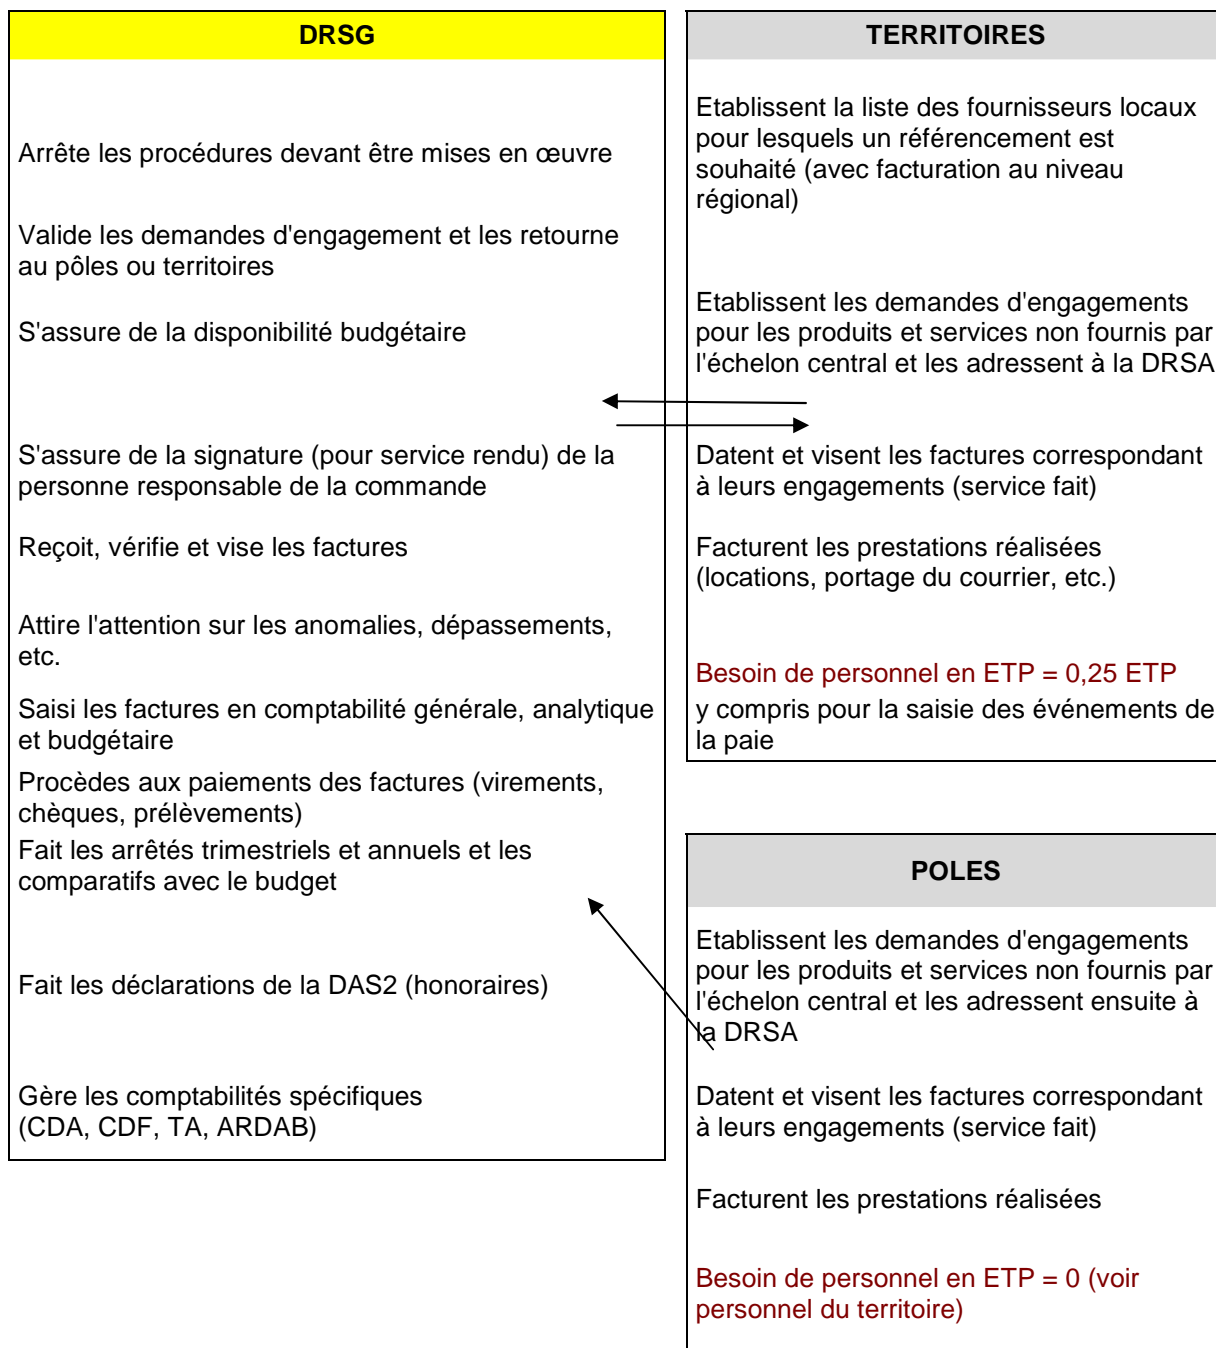 DRSG
Arrête les procédures devant être mises en œuvre
Valide les demandes d'engagement et les retourne
au pôles ou territoires
S'assure de la disponibilité budgétaire
S'assure de la signature (pour service rendu) de la
personne responsable de la commande
Reçoit, vérifie et vise les factures
Attire l'attention sur les anomalies, dépassements,
etc.
Saisi les factures en comptabilité générale, analytique
et budgétaire
Procèdes aux paiements des factures (virements,
chèques, prélèvements)
Fait les arrêtés trimestriels et annuels et les
comparatifs avec le budget
Fait les déclarations de la DAS2 (honoraires)
Gère les comptabilités spécifiques
(CDA, CDF, TA, ARDAB)
TERRITOIRES
Etablissent la liste des fournisseurs locaux
pour lesquels un référencement est
souhaité (avec facturation au niveau
régional)
Etablissent les demandes d'engagements
pour les produits et services non fournis par
l'échelon central et les adressent à la DRSA
Datent et visent les factures correspondant
à leurs engagements (service fait)
Facturent les prestations réalisées
(locations, portage du courrier, etc.)
Besoin de personnel en ETP = 0,25 ETP
y compris pour la saisie des événements de
la paie
POLES
Etablissent les demandes d'engagements
pour les produits et services non fournis par
l'échelon central et les adressent ensuite à
la DRSA
Datent et visent les factures correspondant
à leurs engagements (service fait)
Facturent les prestations réalisées
Besoin de personnel en ETP = 0 (voir
personnel du territoire)